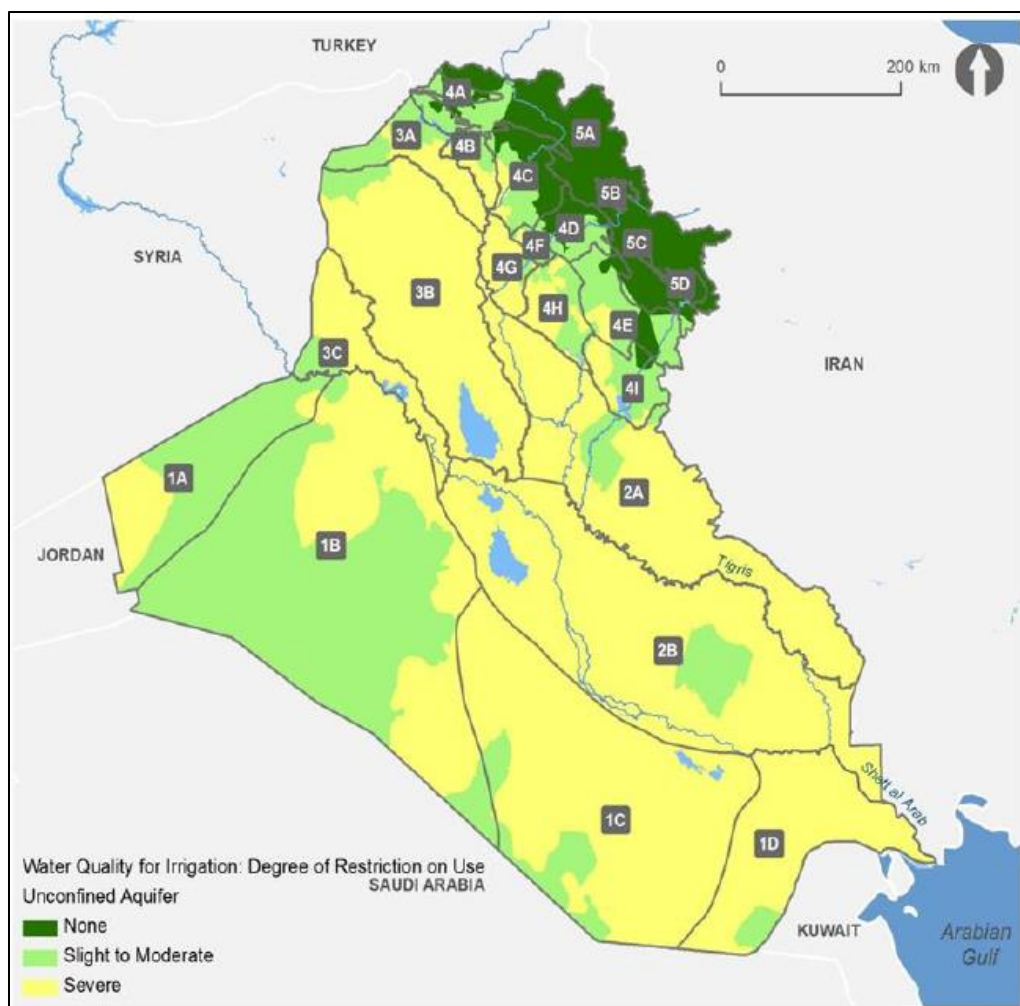 TURKEY
0 200 km
4A
3A
5A
4B
4C
5B
4D
5C
4F
SYRIA
4G
5D
3B
4H
4E
3C
IRAN
4I
1A
2A
1B
JORDAN
Tigris
2B
Shatt al Arab
1C
1D
Water Quality for Irrigation: Degree of Restriction on Use
SAUDI ARABIA
Unconfined Aquifer
None
KUWAIT
Arabian
Gulf
Slight to Moderate
Severe